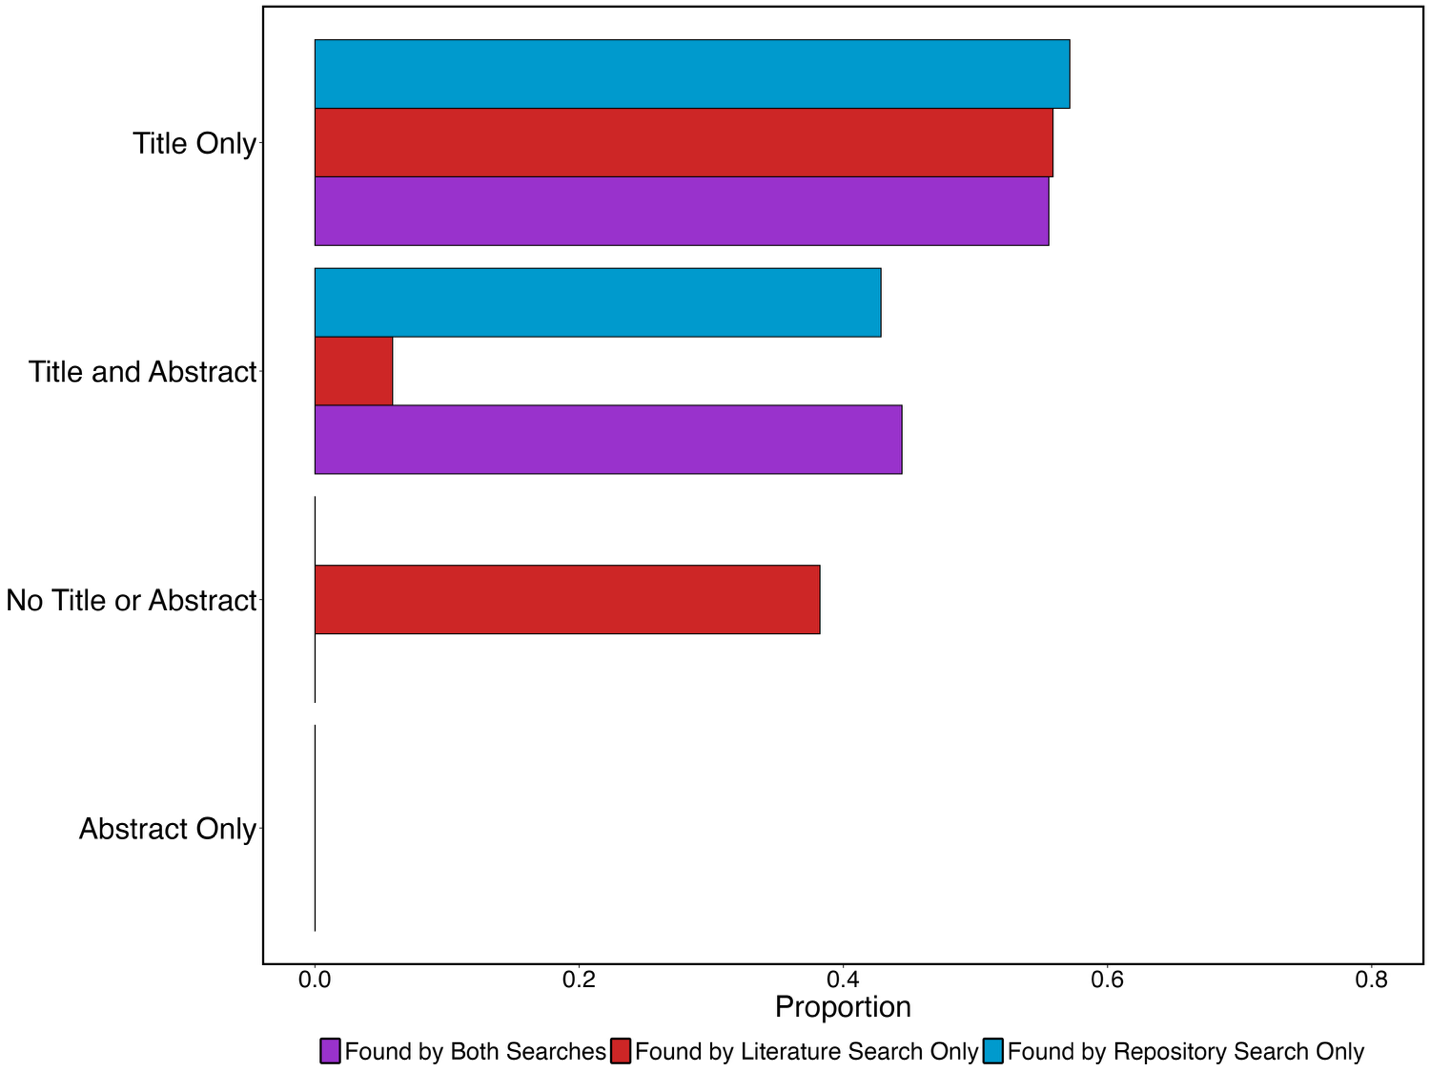 Title Only
Title and Abstract
No Title or Abstract
Abstract Only
0.0 0.2 0.4 0.6 0.8
Proportion
Found by Both Searches Found by Literature Search Only Found by Repository Search Only